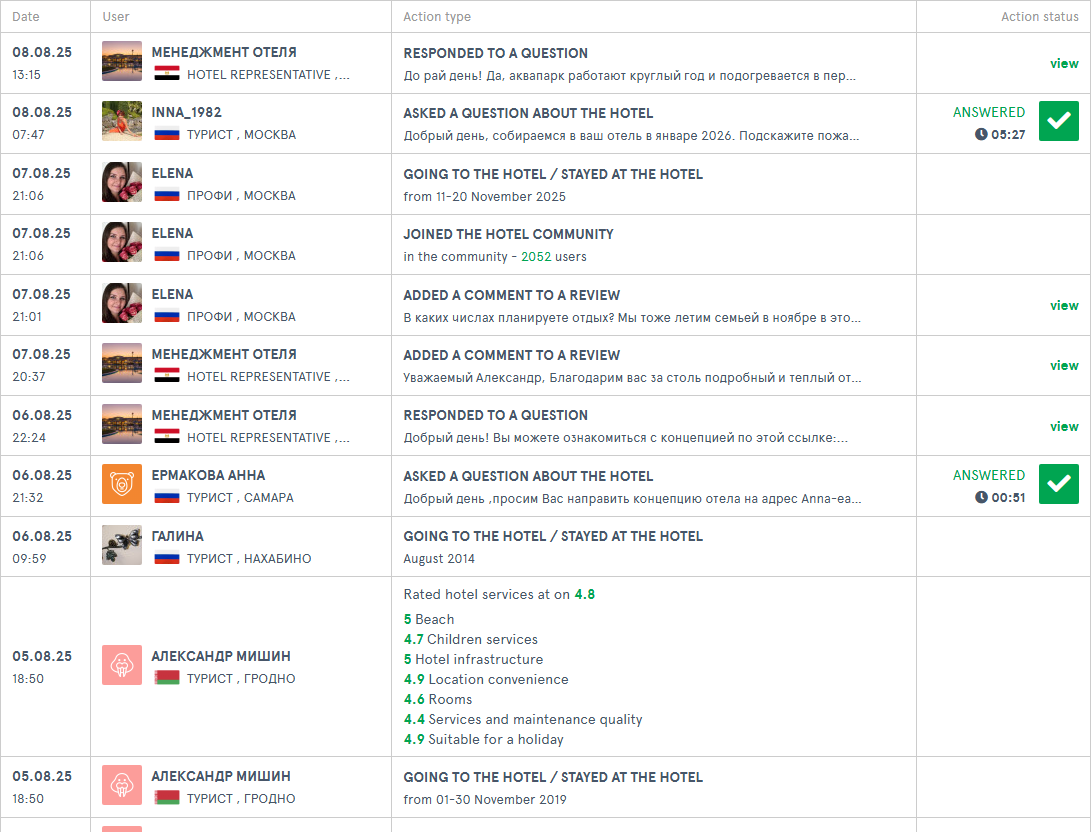 Date User Action type Action status
08.08.25 МЕНЕДЖМЕНТ ОТЕЛЯ RESPONDED TO A QUESTION view
13:15 HOTEL REPRESENTATIVE ,... До рай день! Да, аквапарк работают круглый год и подогревается в пер...
08.08.25 INNA_1982 ASKED A QUESTION ABOUT THE HOTEL ANSWERED
07:47 ТУРИСТ , МОСКВА Добрый день, собираемся в ваш отель в январе 2026. Подскажите пожа... 05:27
07.08.25 ELENA GOING TO THE HOTEL / STAYED AT THE HOTEL
21:06 ПРОФИ , МОСКВА from 11-20 November 2025
07.08.25 ELENA JOINED THE HOTEL COMMUNITY
21:06 ПРОФИ , МОСКВА in the community - 2052 users
07.08.25 ELENA ADDED A COMMENT TO A REVIEW view
21:01 ПРОФИ , МОСКВА В каких числах планируете отдых? Мы тоже летим семьей в ноябре в это...
07.08.25 МЕНЕДЖМЕНТ ОТЕЛЯ ADDED A COMMENT TO A REVIEW view
20:37 HOTEL REPRESENTATIVE ,... Уважаемый Александр, Благодарим вас за столь подробный и теплый от...
06.08.25 МЕНЕДЖМЕНТ ОТЕЛЯ RESPONDED TO A QUESTION view
22:24 HOTEL REPRESENTATIVE ,... Добрый день! Вы можете ознакомиться с концепцией по этой ссылке:...
06.08.25 ЕРМАКОВА АННА ASKED A QUESTION ABOUT THE HOTEL ANSWERED
21:32 ТУРИСТ , САМАРА Добрый день ,просим Вас направить концепцию отела на адрес Anna-ea... 00:51
06.08.25 ГАЛИНА GOING TO THE HOTEL / STAYED AT THE HOTEL
09:59 ТУРИСТ , НАХАБИНО August 2014
Rated hotel services at on 4.8
5 Beach
4.7 Children services
05.08.25 АЛЕКСАНДР МИШИН 5 Hotel infrastructure
18:50 ТУРИСТ , ГРОДНО 4.9 Location convenience
4.6 Rooms
4.4 Services and maintenance quality
4.9 Suitable for a holiday
05.08.25 АЛЕКСАНДР МИШИН GOING TO THE HOTEL / STAYED AT THE HOTEL
18:50 ТУРИСТ , ГРОДНО from 01-30 November 2019